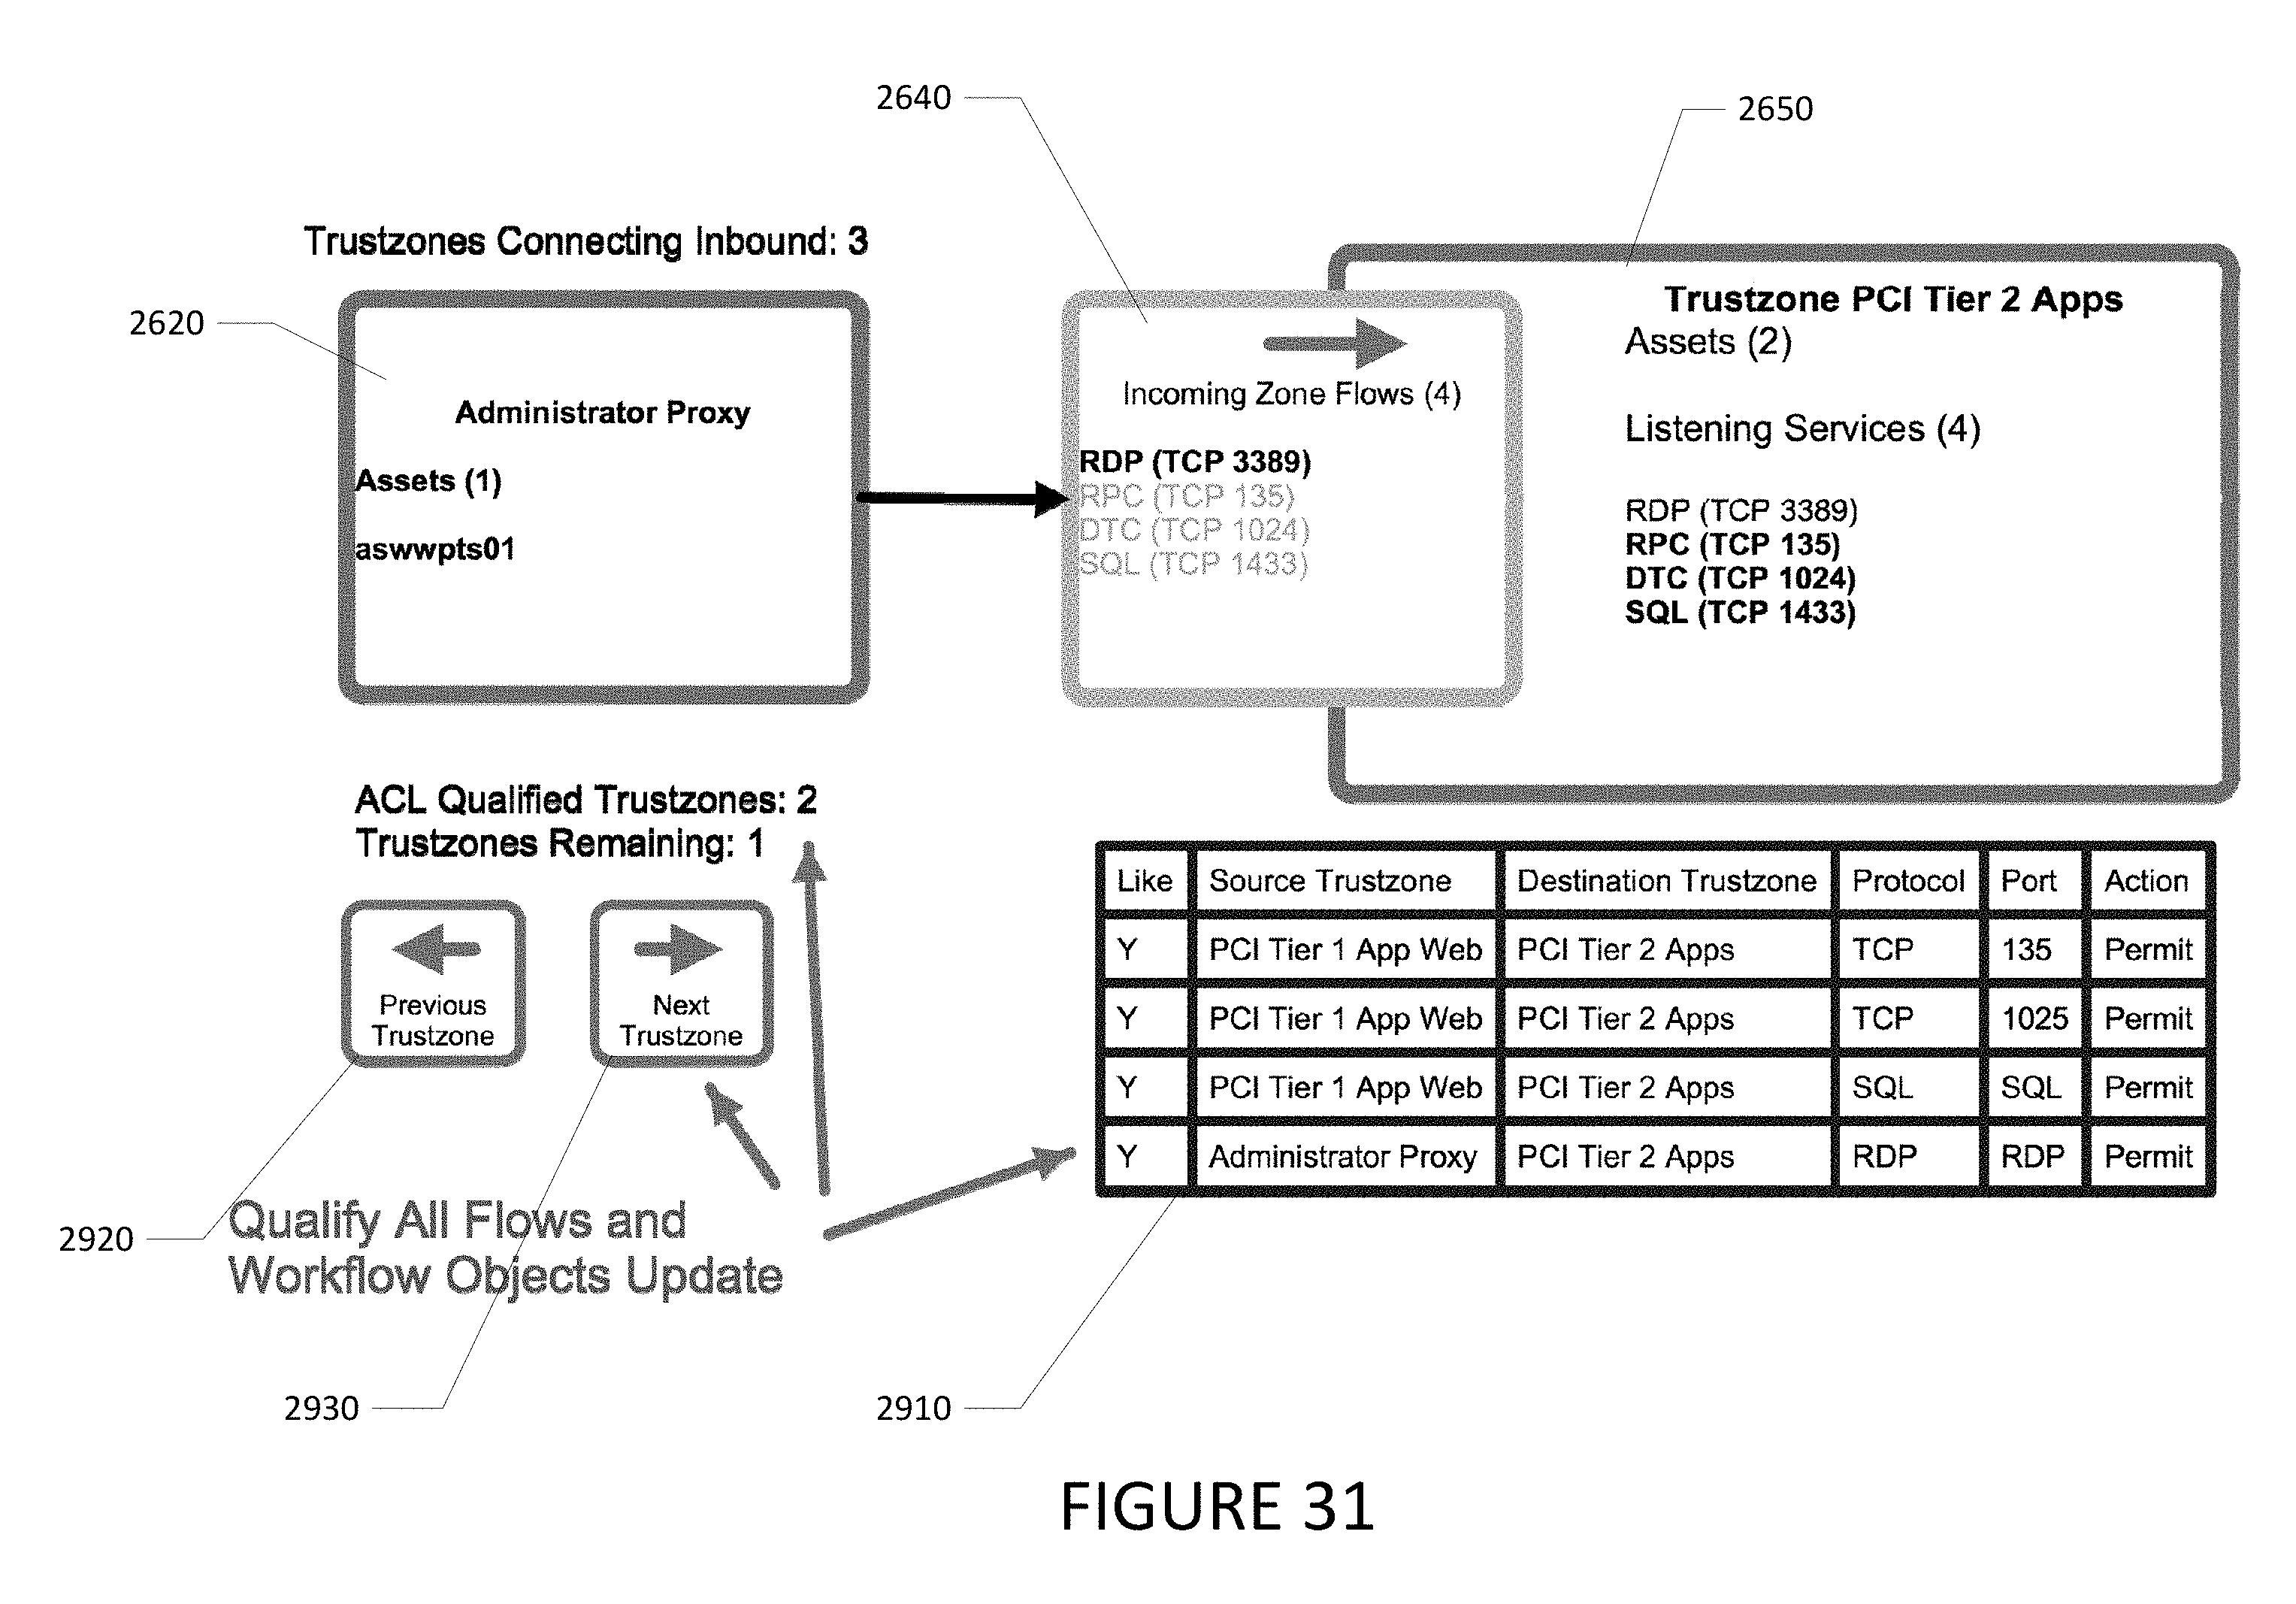 2640
2650
Trustzones Connecting Inbound: 3
2620
Administrator Proxy
Assets (1)
aswwpts01
Incoming Zone Flows (4)
RDP (TCP 3389)
RPC (TCP 135)
DTC (TCP 1024)
SQL (TCP 1433)
Trustzone PCI Tier 2 Apps
Assets (2)
Listening Services (4)
RDP (TCP 3389)
RPC (TCP 135)
DTC (TCP 1024)
SQL (TCP 1433)
ACL Qualified Trustzones: 2
Trustzones Remaining: 1
Previous
Trustzone
Next
Trustzone
Like Source Trustzone Destination Trustzone Protocol Port Action
Y PCI Tier 1 App Web PCI Tier 2 Apps TCP 135 Permit
Y PCI Tier 1 App Web PCI Tier 2 Apps TCP 1025 Permit
Y PCI Tier 1 App Web PCI Tier 2 Apps SQL SQL Permit
Y Administrator Proxy PCI Tier 2 Apps RDP RDP Permit
Qualify All Flows and
Workflow Objects Update
2920
2930
2910
FIGURE 31